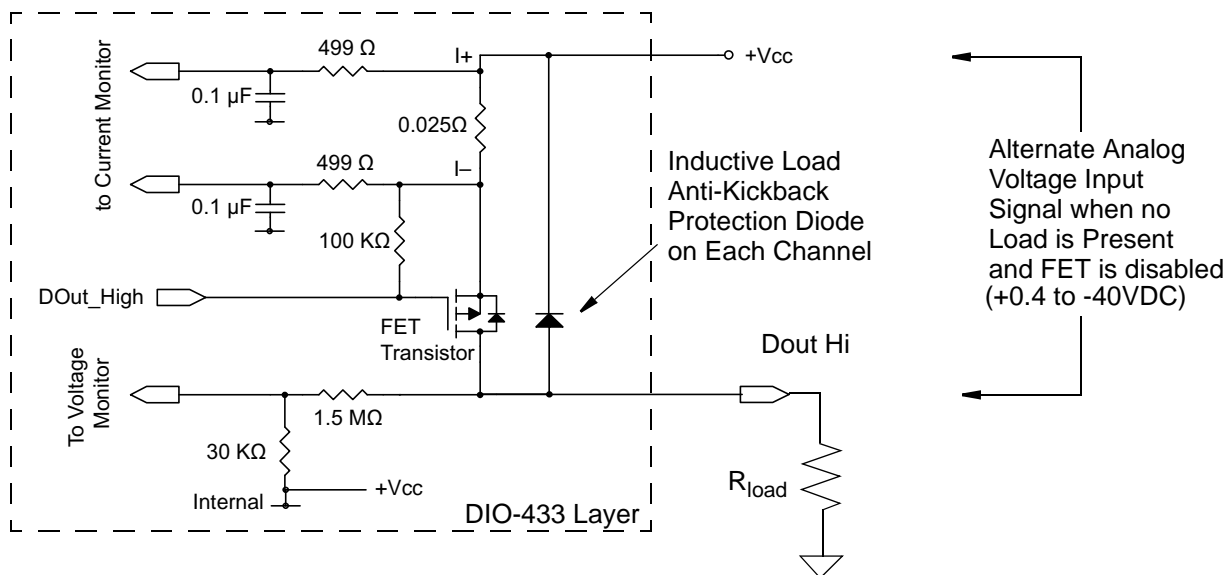 499 Ω
I+
+Vcc
0.1 µF
to Current Monitor
0.025Ω
499 Ω
I–
0.1 µF
100 KΩ
Inductive Load
Anti-Kickback
Protection Diode
on Each Channel
Alternate Analog
Voltage Input
Signal when no
Load is Present
and FET is disabled
(+0.4 to -40VDC)
DOut_High
FET
Transistor
Dout Hi
To Voltage
Monitor
1.5 MΩ
30 KΩ
Internal
+Vcc
DIO-433 Layer
Rload